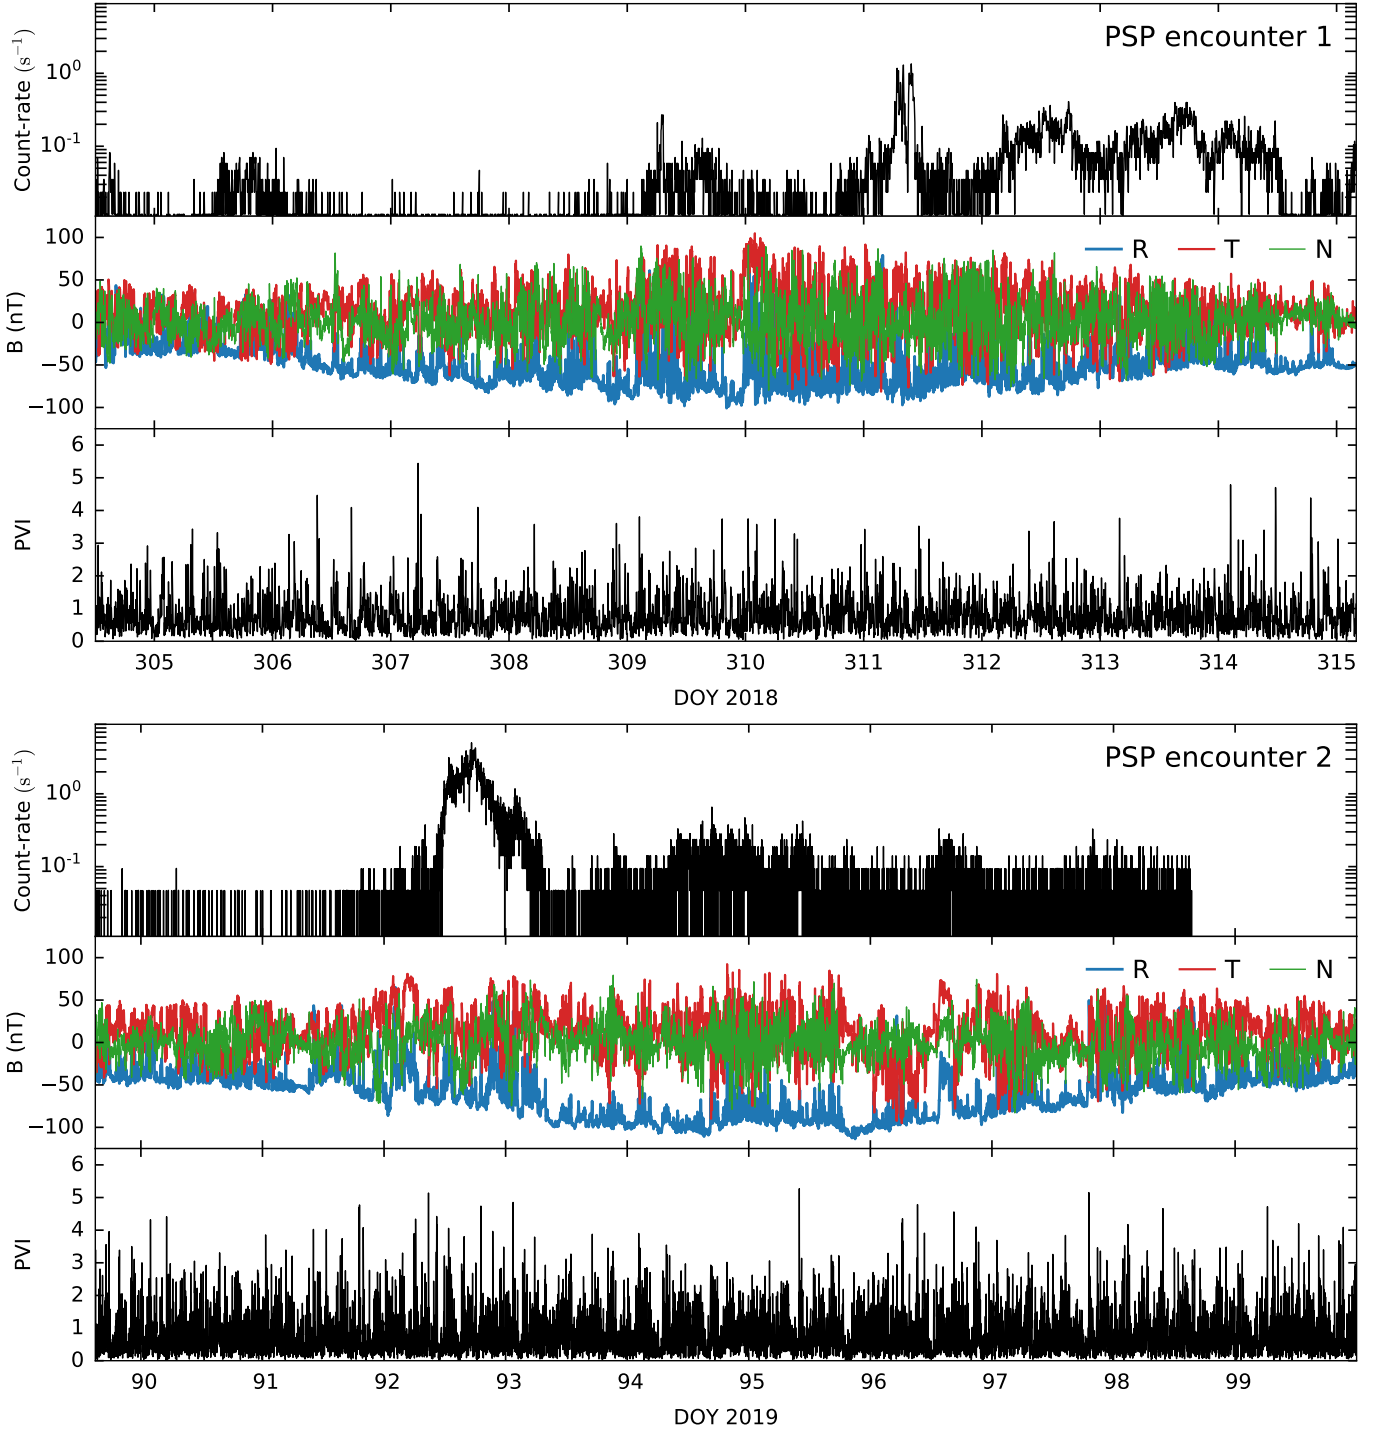 PSP encounter 1
Count-rate (s⁻¹)
10⁰
10⁻¹
R T N
B (nT)
100
50
0
−50
−100
PVI
6
5
4
3
2
1
0
305 306 307 308 309 310 311 312 313 314 315
DOY 2018
PSP encounter 2
Count-rate (s⁻¹)
10⁰
10⁻¹
R T N
B (nT)
100
50
0
−50
−100
PVI
6
5
4
3
2
1
0
90 91 92 93 94 95 96 97 98 99
DOY 2019